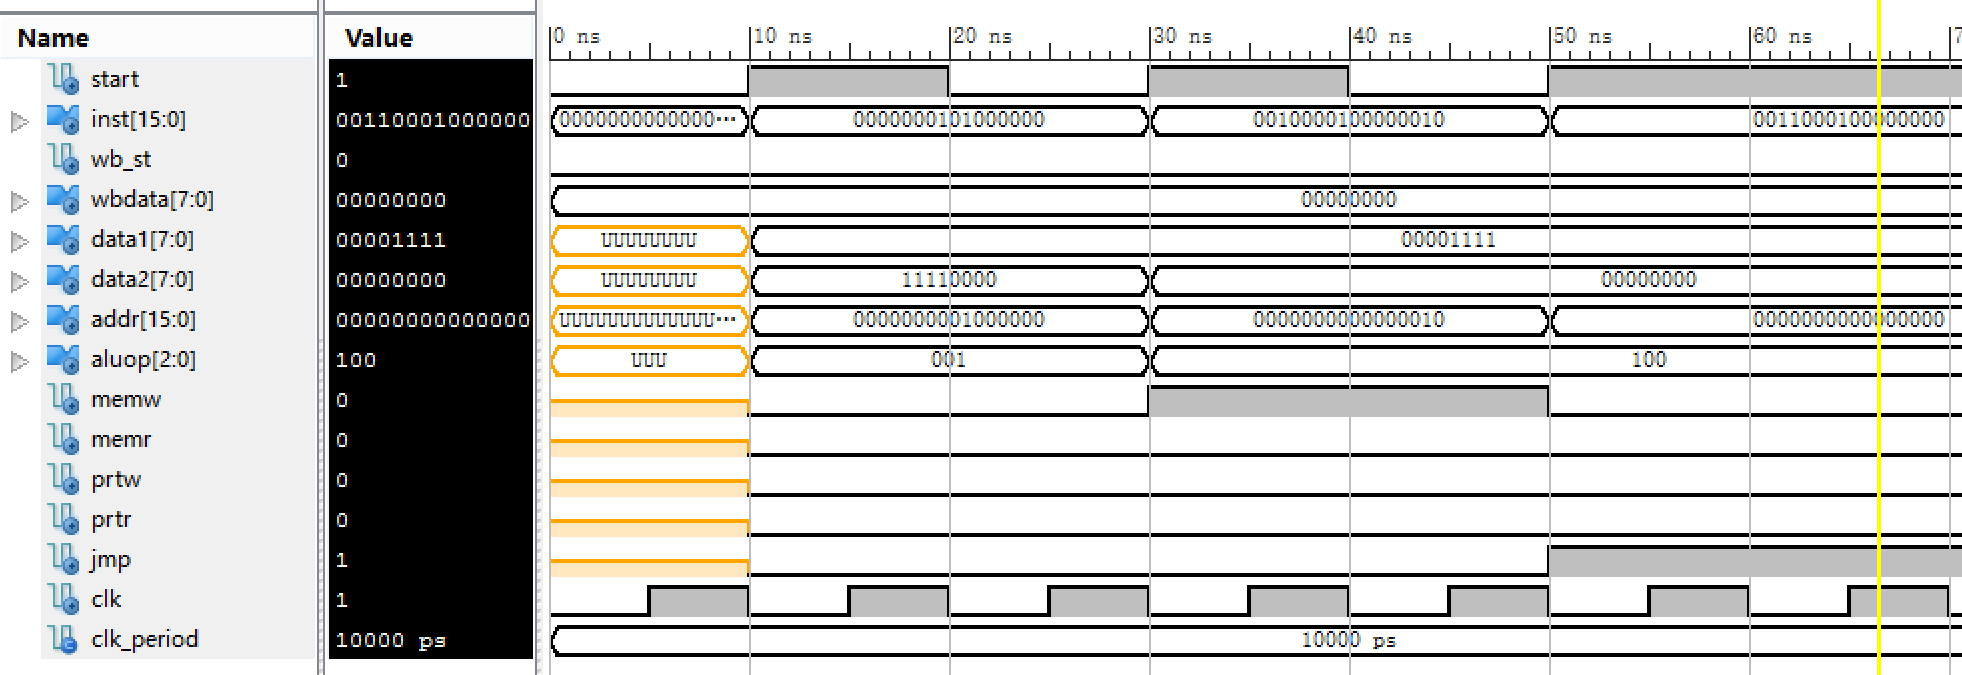 Name Value 0 ns 10 ns 20 ns 30 ns 40 ns 50 ns 60 ns 7
start 1
inst[15:0] 00110001000000 0000000000000... 0000000101000000 0010000100000010 0011000100000000
wb_st 0
wbdata[7:0] 00000000 00000000
data1[7:0] 00001111 UUUUUUUU 00001111
data2[7:0] 00000000 UUUUUUUU 11110000 00000000
addr[15:0] 00000000000000 UUUUUUUUUUUUU... 0000000001000000 0000000000000010 0000000000000000
aluop[2:0] 100 UUU 001 100
memw 0
memr 0
prtw 0
prtr 0
jmp 1
clk 1
clk_period 10000 ps 10000 ps